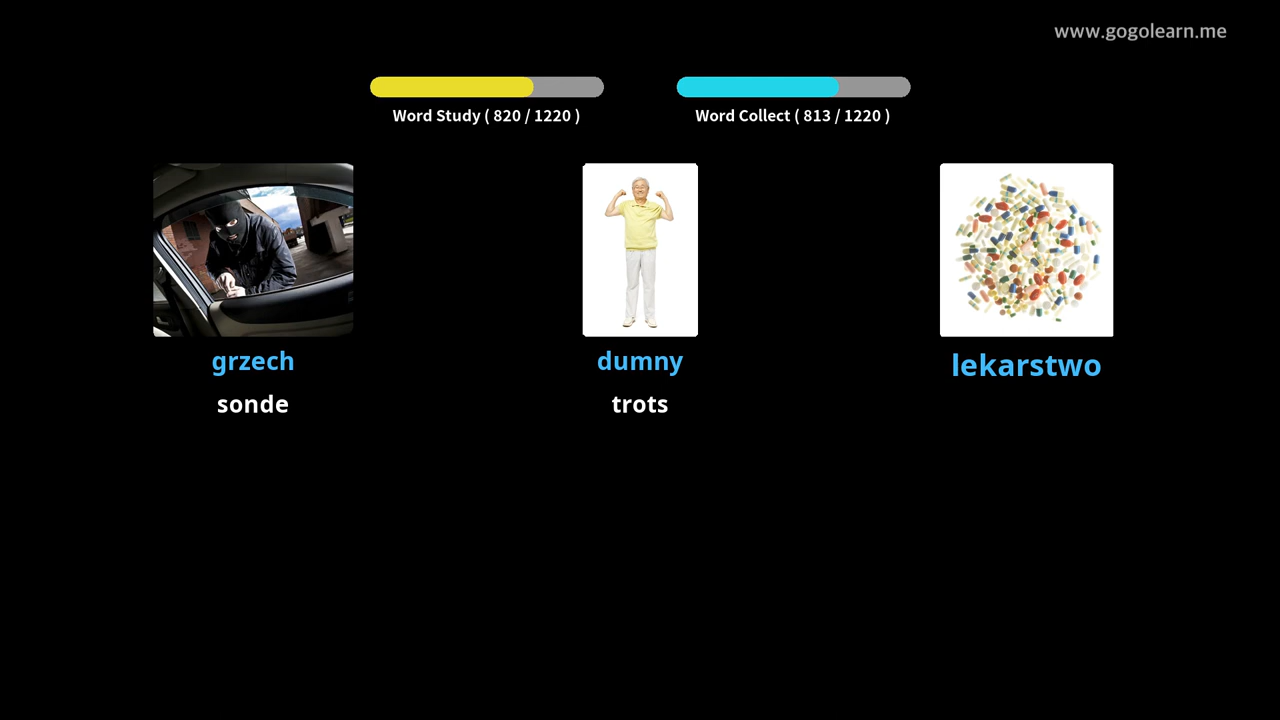 www.gogolearn.me
Word Study ( 820 / 1220 )
Word Collect ( 813 / 1220 )
grzech
dumny
lekarstwo
sonde
trots